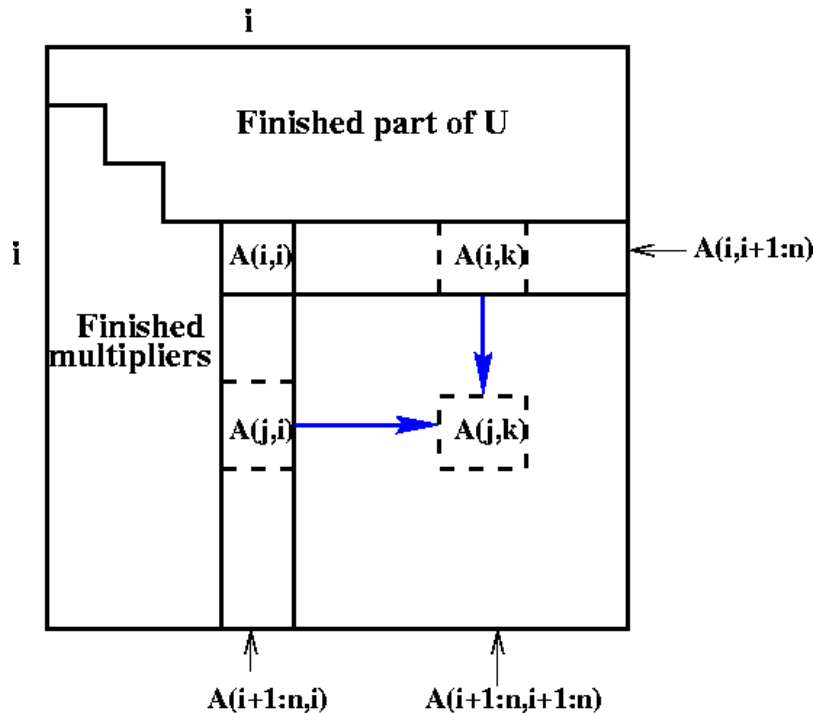 i
Finished part of U
i
A(i,i)
A(i,k)
A(i,i+1:n)
Finished
multipliers
A(j,i)
A(j,k)
A(i+1:n,i)
A(i+1:n,i+1:n)